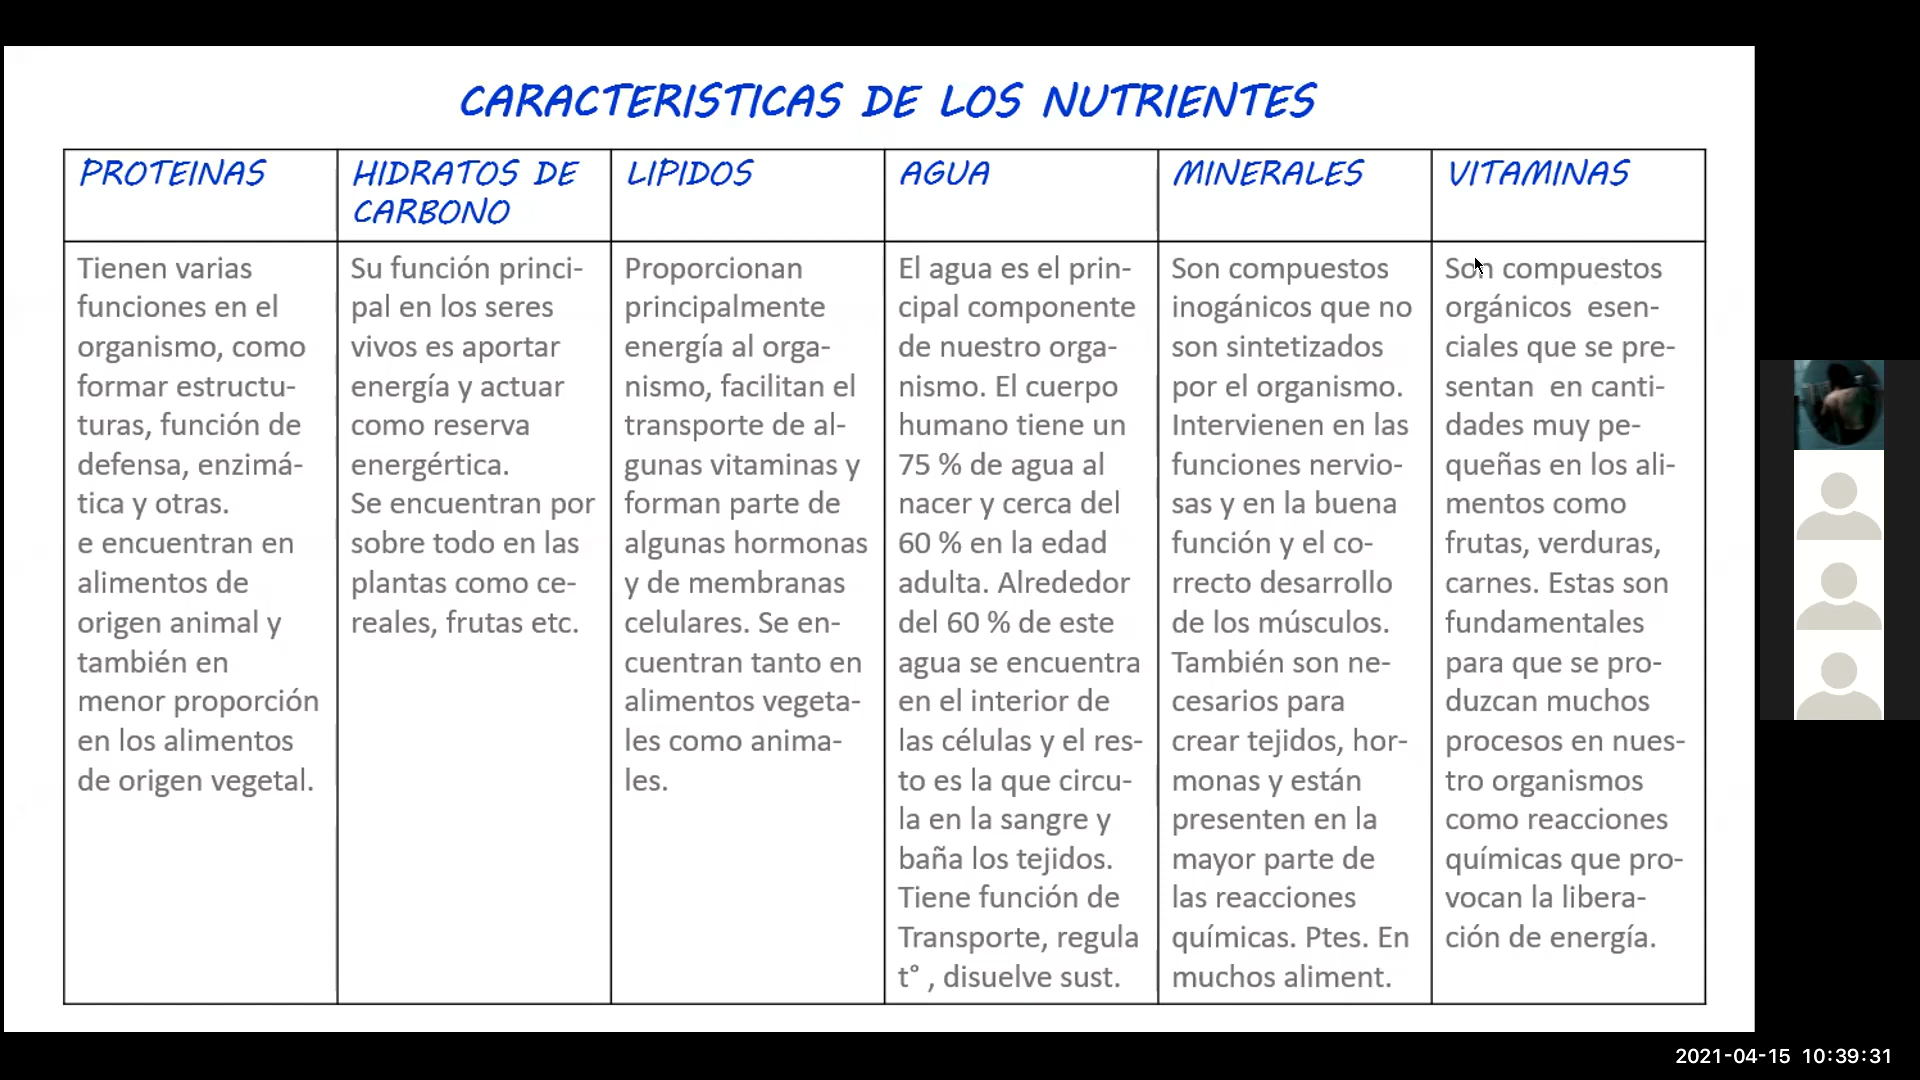 CARACTERISTICAS DE LOS NUTRIENTES
PROTEINAS
HIDRATOS DE
CARBONO
LIPIDOS
AGUA
MINERALES
VITAMINAS
Tienen varias
funciones en el
organismo, como
formar estructu-
turas, función de
defensa, enzimá-
tica y otras.
e encuentran en
alimentos de
origen animal y
también en
menor proporción
en los alimentos
de origen vegetal.
Su función princi-
pal en los seres
vivos es aportar
energía y actuar
como reserva
energértica.
Se encuentran por
sobre todo en las
plantas como ce-
reales, frutas etc.
Proporcionan
principalmente
energía al orga-
nismo, facilitan el
transporte de al-
gunas vitaminas y
forman parte de
algunas hormonas
y de membranas
celulares. Se en-
cuentran tanto en
alimentos vegeta-
les como anima-
les.
El agua es el prin-
cipal componente
de nuestro orga-
nismo. El cuerpo
humano tiene un
75 % de agua al
nacer y cerca del
60 % en la edad
adulta. Alrededor
del 60 % de este
agua se encuentra
en el interior de
las células y el res-
to es la que circu-
la en la sangre y
baña los tejidos.
Tiene función de
Transporte, regula
t° , disuelve sust.
Son compuestos
inogánicos que no
son sintetizados
por el organismo.
Intervienen en las
funciones nervio-
sas y en la buena
función y el co-
rrecto desarrollo
de los músculos.
También son ne-
cesarios para
crear tejidos, hor-
monas y están
presenten en la
mayor parte de
las reacciones
químicas. Ptes. En
muchos aliment.
Son compuestos
orgánicos  esen-
ciales que se pre-
sentan  en canti-
dades muy pe-
queñas en los ali-
mentos como
frutas, verduras,
carnes. Estas son
fundamentales
para que se pro-
duzcan muchos
procesos en nues-
tro organismos
como reacciones
químicas que pro-
vocan la libera-
ción de energía.
2021-04-15 10:39:31